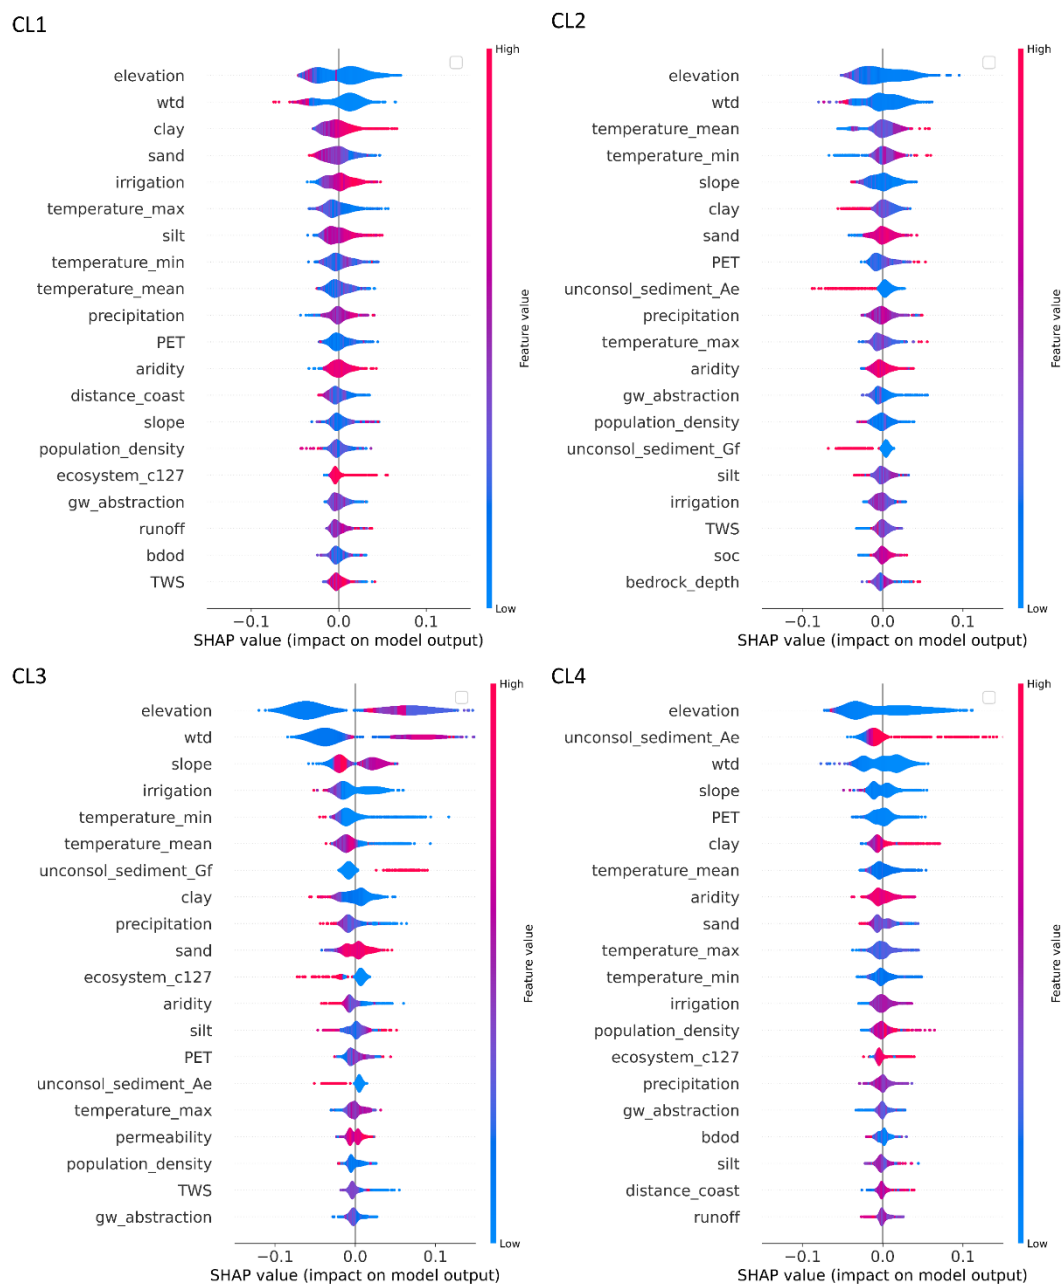 CL1
High
elevation
wtd
clay
sand
irrigation
temperature_max
silt
temperature_min
temperature_mean
precipitation
PET
aridity
distance_coast
slope
population_density
ecosystem_c127
gw_abstraction
runoff
bdod
TWS
Feature value
Low
−0.1 0.0 0.1
SHAP value (impact on model output)
CL2
High
elevation
wtd
temperature_mean
temperature_min
slope
clay
sand
PET
unconsol_sediment_Ae
precipitation
temperature_max
aridity
gw_abstraction
population_density
unconsol_sediment_Gf
silt
irrigation
TWS
soc
bedrock_depth
Feature value
Low
−0.1 0.0 0.1
SHAP value (impact on model output)
CL3
High
elevation
wtd
slope
irrigation
temperature_min
temperature_mean
unconsol_sediment_Gf
clay
precipitation
sand
ecosystem_c127
aridity
silt
PET
unconsol_sediment_Ae
temperature_max
permeability
population_density
TWS
gw_abstraction
Feature value
Low
−0.1 0.0 0.1
SHAP value (impact on model output)
CL4
High
elevation
unconsol_sediment_Ae
wtd
slope
PET
clay
temperature_mean
aridity
sand
temperature_max
temperature_min
irrigation
population_density
ecosystem_c127
precipitation
gw_abstraction
bdod
silt
distance_coast
runoff
Feature value
Low
−0.1 0.0 0.1
SHAP value (impact on model output)